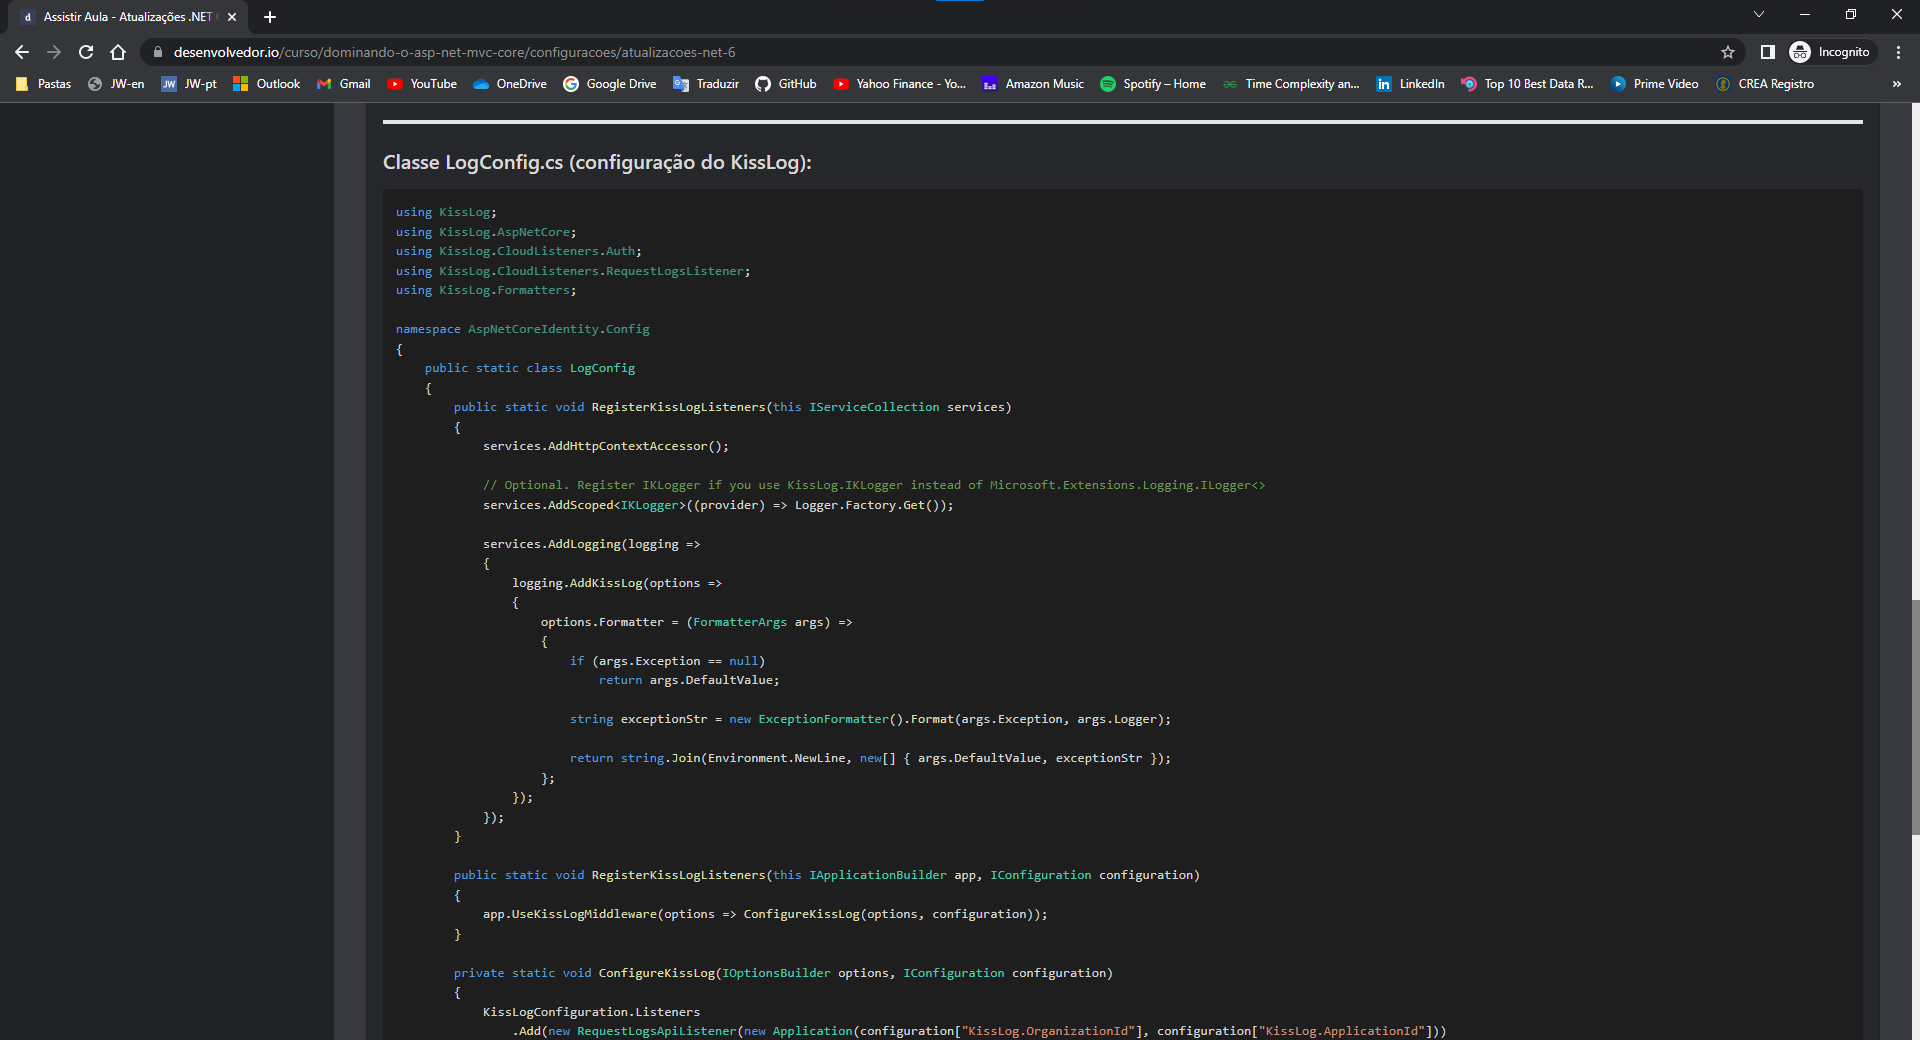 Assistir Aula - Atualizações .NET
desenvolvedor.io/curso/dominando-o-asp-net-mvc-core/configuracoes/atualizacoes-net-6
Incognito
Pastas JW-en JW-pt Outlook Gmail YouTube OneDrive Google Drive Traduzir GitHub Yahoo Finance - Yo... Amazon Music Spotify – Home Time Complexity an... LinkedIn Top 10 Best Data R... Prime Video CREA Registro »
Classe LogConfig.cs (configuração do KissLog):
using KissLog;
using KissLog.AspNetCore;
using KissLog.CloudListeners.Auth;
using KissLog.CloudListeners.RequestLogsListener;
using KissLog.Formatters;
namespace AspNetCoreIdentity.Config
{
public static class LogConfig
{
public static void RegisterKissLogListeners(this IServiceCollection services)
{
services.AddHttpContextAccessor();
// Optional. Register IKLogger if you use KissLog.IKLogger instead of Microsoft.Extensions.Logging.ILogger<>
services.AddScoped<IKLogger>((provider) => Logger.Factory.Get());
services.AddLogging(logging =>
{
logging.AddKissLog(options =>
{
options.Formatter = (FormatterArgs args) =>
{
if (args.Exception == null)
return args.DefaultValue;
string exceptionStr = new ExceptionFormatter().Format(args.Exception, args.Logger);
return string.Join(Environment.NewLine, new[] { args.DefaultValue, exceptionStr });
};
});
});
}
public static void RegisterKissLogListeners(this IApplicationBuilder app, IConfiguration configuration)
{
app.UseKissLogMiddleware(options => ConfigureKissLog(options, configuration));
}
private static void ConfigureKissLog(IOptionsBuilder options, IConfiguration configuration)
{
KissLogConfiguration.Listeners
.Add(new RequestLogsApiListener(new Application(configuration["KissLog.OrganizationId"], configuration["KissLog.ApplicationId"]))